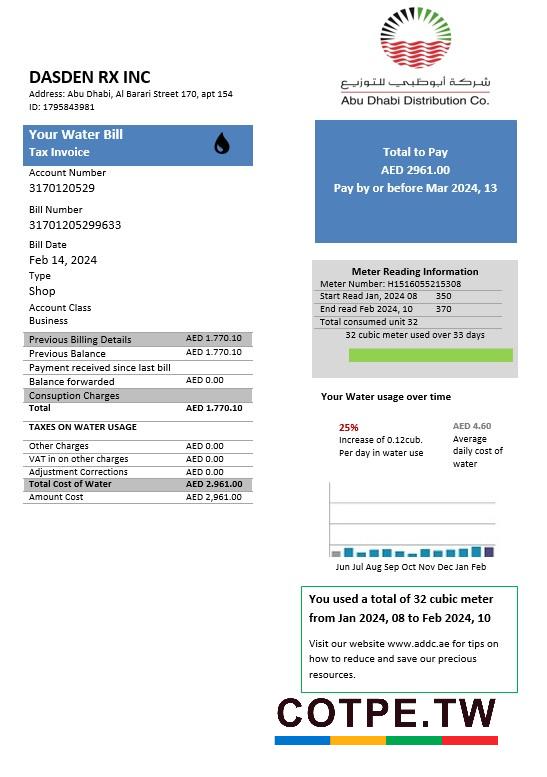 DASDEN RX INC
Address: Abu Dhabi, Al Barari Street 170, apt 154
ID: 1795843981
شركة أبوظبي للتوزيع
Abu Dhabi Distribution Co.
Your Water Bill
Tax Invoice
Account Number
3170120529
Bill Number
31701205299633
Bill Date
Feb 14, 2024
Type
Shop
Account Class
Business
Previous Billing Details AED 1.770.10
Previous Balance AED 1.770.10
Payment received since last bill
Balance forwarded AED 0.00
Consuption Charges
Total AED 1.770.10
TAXES ON WATER USAGE
Other Charges AED 0.00
VAT in on other charges AED 0.00
Adjustment Corrections AED 0.00
Total Cost of Water AED 2.961.00
Amount Cost AED 2,961.00
Total to Pay
AED 2961.00
Pay by or before Mar 2024, 13
Meter Reading Information
Meter Number: H1516055215308
Start Read Jan, 2024 08 350
End read Feb 2024, 10 370
Total consumed unit 32
32 cubic meter used over 33 days
Your Water usage over time
25%
Increase of 0.12cub.
Per day in water use
AED 4.60
Average
daily cost of
water
Jun Jul Aug Sep Oct Nov Dec Jan Feb
You used a total of 32 cubic meter
from Jan 2024, 08 to Feb 2024, 10
Visit our website www.addc.ae for tips on
how to reduce and save our precious
resources.
COTPE.TW